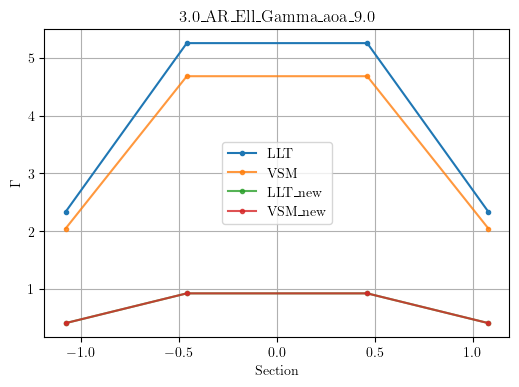 3.0_AR_Ell_Gamma_aoa_9.0
5
4
3
2
1
Γ
LLT
VSM
LLT_new
VSM_new
−1.0 −0.5 0.0 0.5 1.0
Section